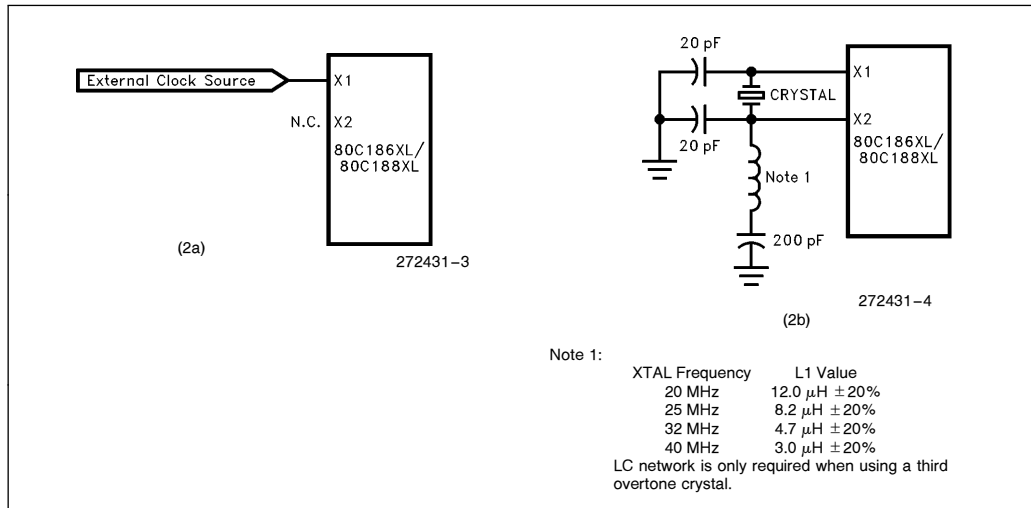 External Clock Source
X1
N.C.
X2
80C186XL/
80C188XL
272431-3
(2a)
20 pF
X1
CRYSTAL
X2
20 pF
80C186XL/
80C188XL
Note 1
200 pF
272431-4
(2b)
Note 1:
XTAL Frequency L1 Value
20 MHz 12.0 μH ±20%
25 MHz 8.2 μH ±20%
32 MHz 4.7 μH ±20%
40 MHz 3.0 μH ±20%
LC network is only required when using a third
overtone crystal.